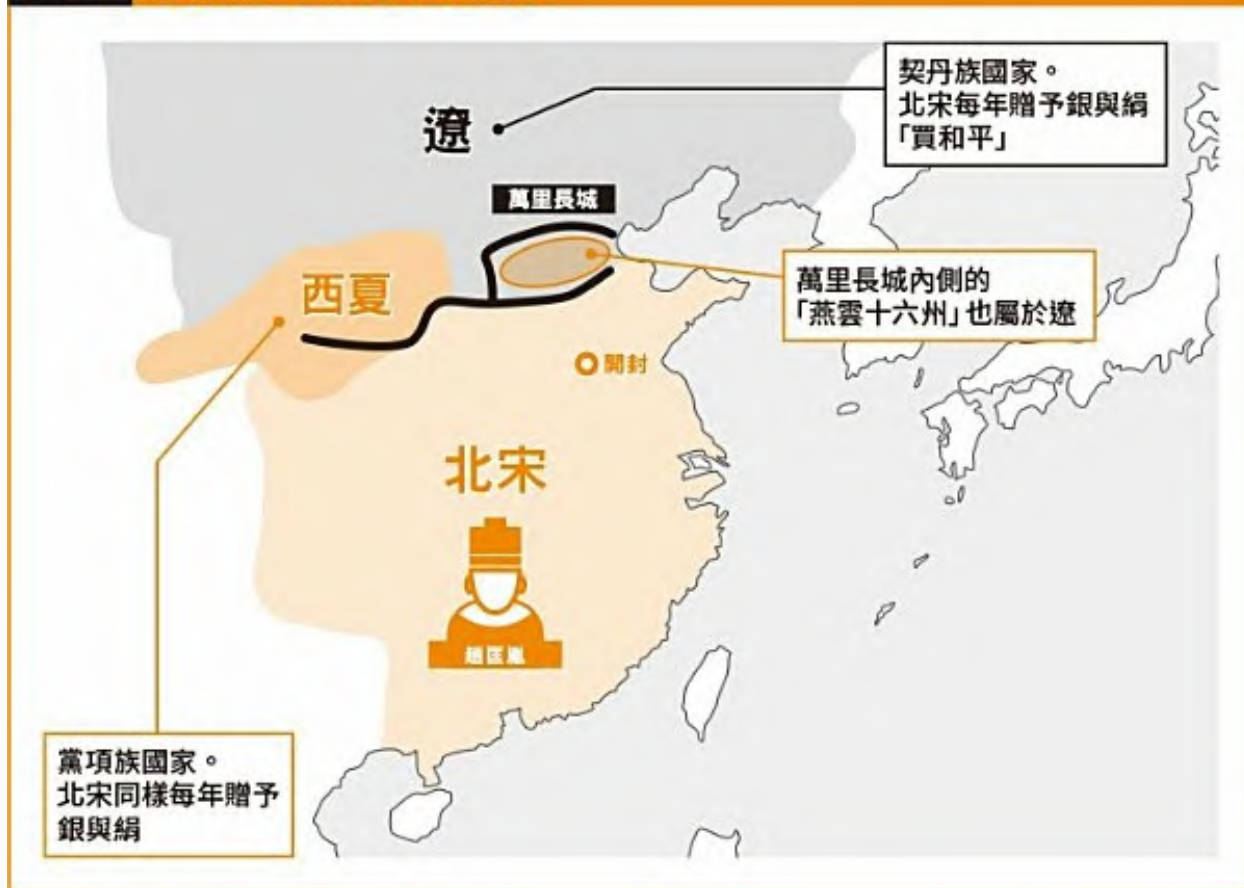 契丹族國家。
北宋每年贈予銀與絹
「買和平」
遼
萬里長城
萬里長城內側的
「燕雲十六州」也屬於遼
西夏
開封
北宋
趙匡胤
黨項族國家。
北宋同樣每年贈予
銀與絹